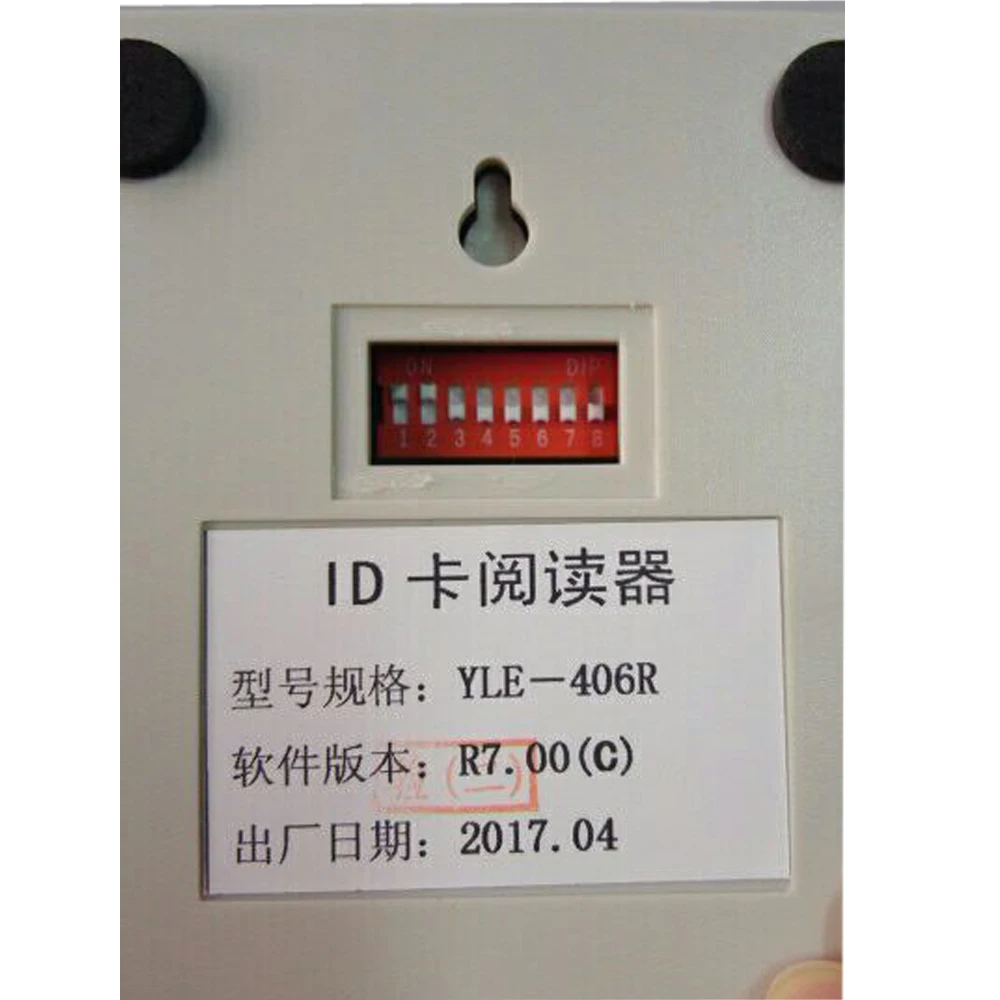 ON DIP
1 2 3 4 5 6 7 8
ID 卡阅读器
型号规格：YLE－406R
软件版本：R7.00(C)
(二)
出厂日期：2017.04